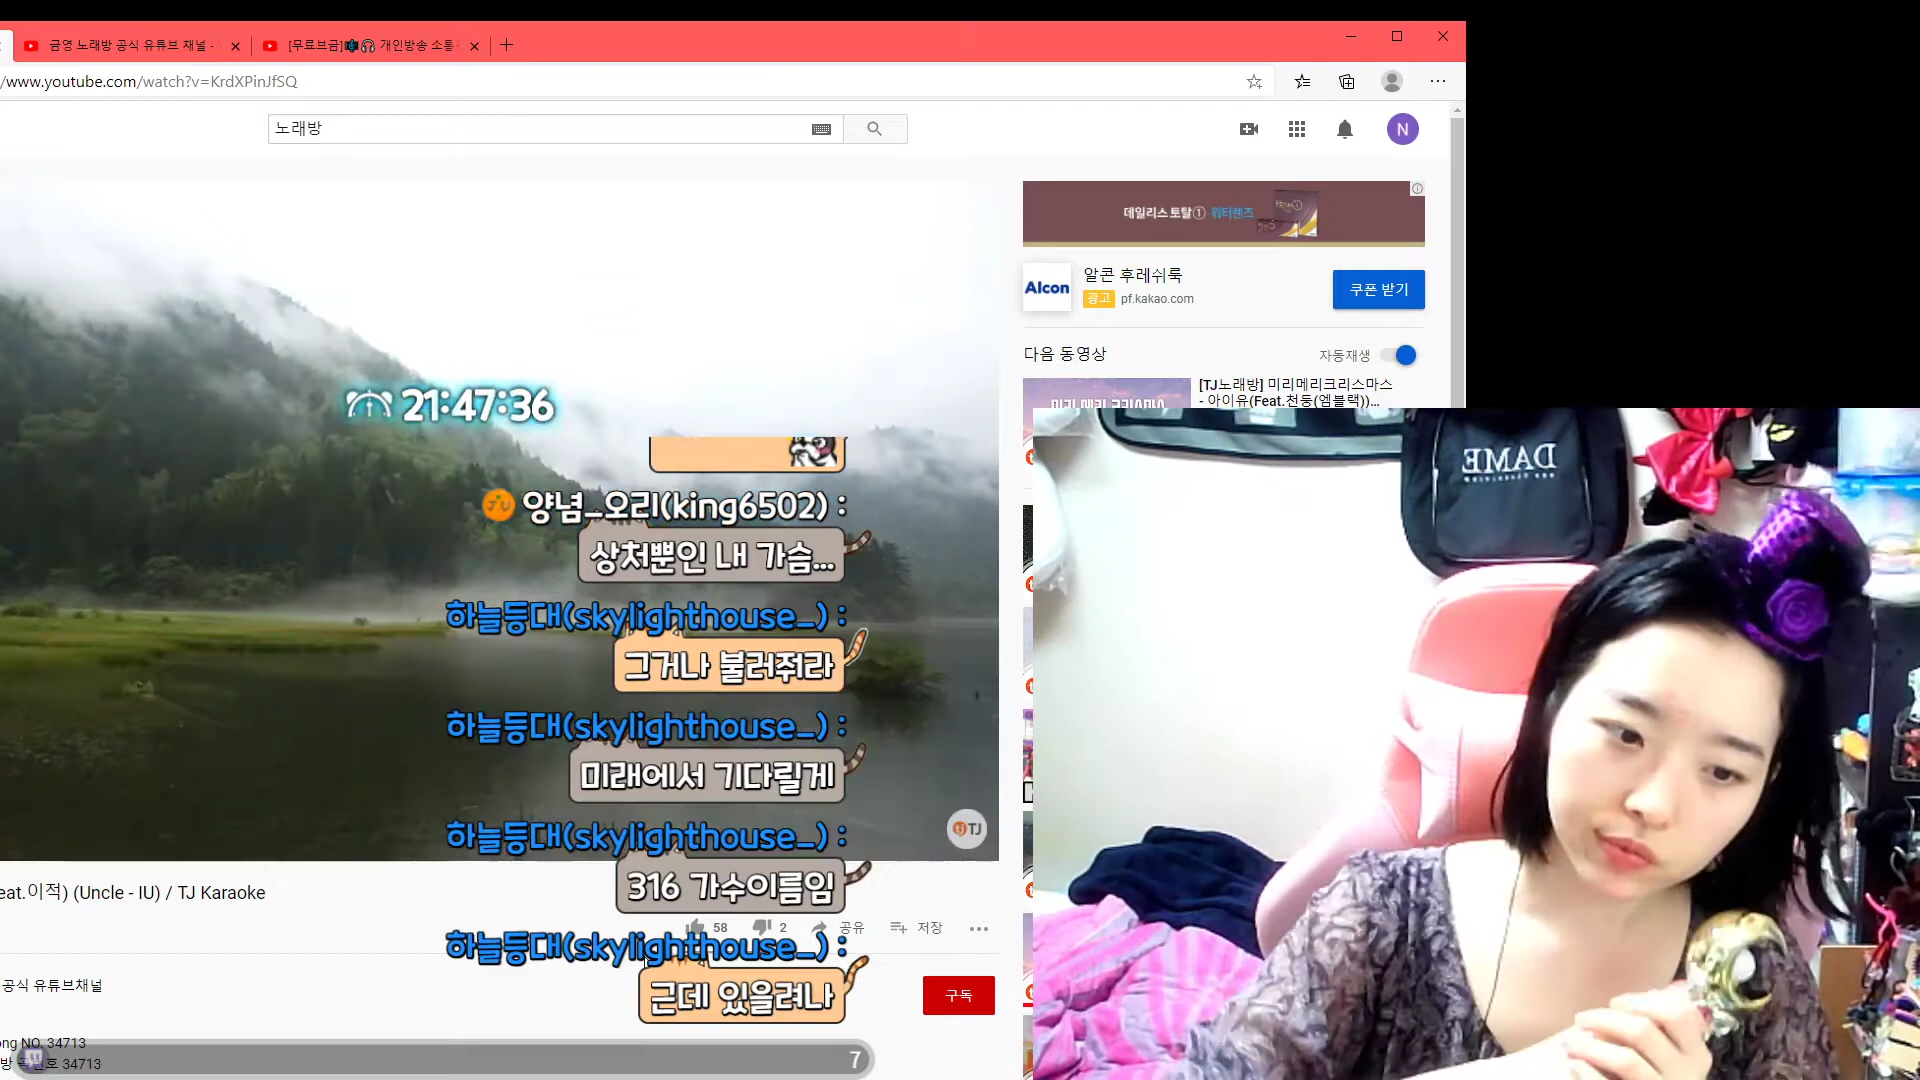 금영 노래방 공식 유튜브 채널 -
[무료브금] 개인방송 소통
/www.youtube.com/watch?v=KrdXPinJfSQ
노래방
N
데일리스 토탈① 워터렌즈
Alcon
알콘 후레쉬룩
광고 pf.kakao.com
쿠폰 받기
다음 동영상
자동재생
[TJ노래방] 미리메리크리스마스
- 아이유(Feat.천둥(엠블랙))...
21:47:36
양념_오리(king6502) :
상처뿐인 내 가슴...
하늘등대(skylighthouse_) :
그거나 불러줘라
하늘등대(skylighthouse_) :
미래에서 기다릴게
하늘등대(skylighthouse_) :
316 가수이름임
하늘등대(skylighthouse_) :
근데 있을려나
TJ
eat.이적) (Uncle - IU) / TJ Karaoke
58
2
공유
저장
공식 유튜브채널
구독
ong NO. 34713
34713
7
DAME